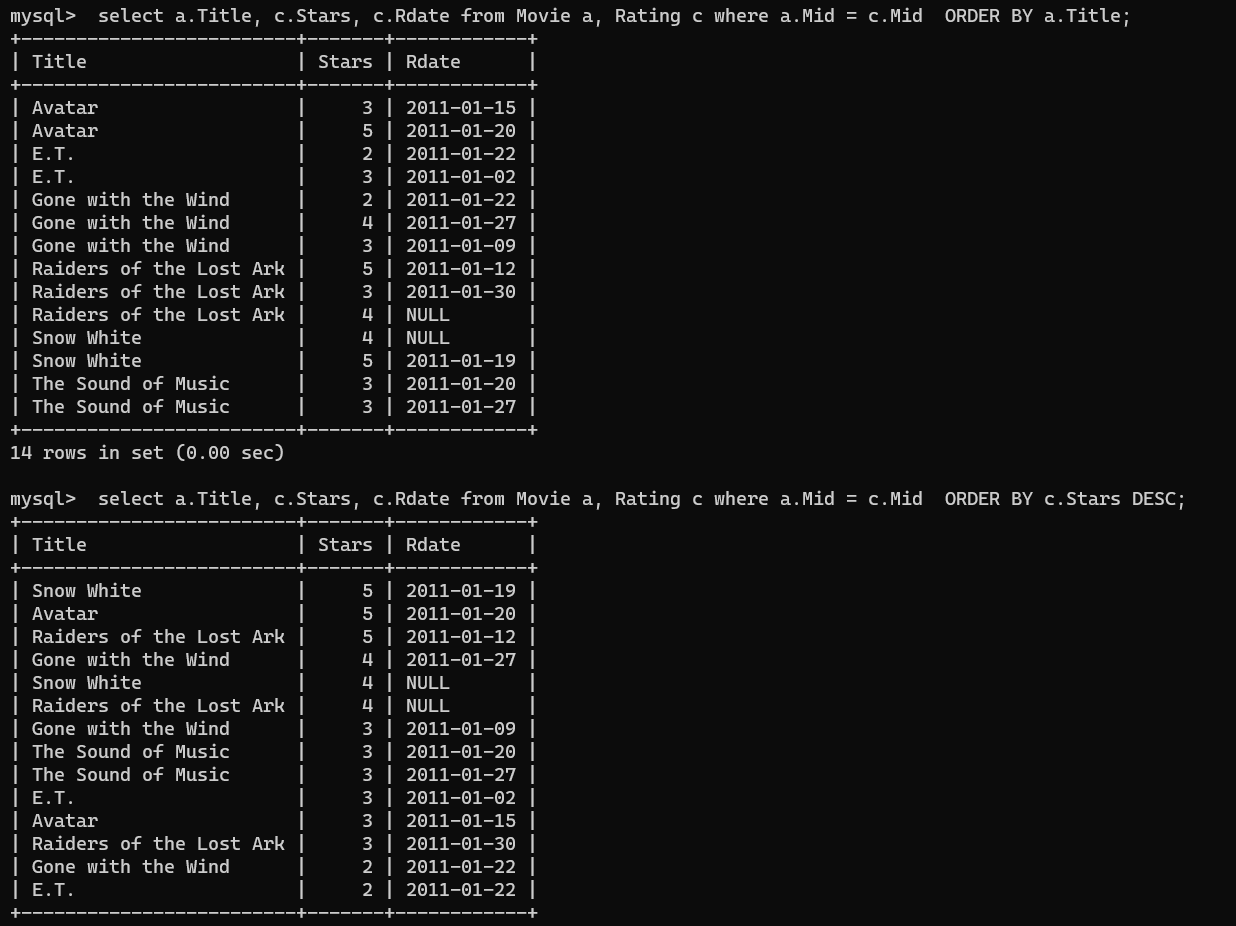 mysql>  select a.Title, c.Stars, c.Rdate from Movie a, Rating c where a.Mid = c.Mid  ORDER BY a.Title;
+-------------------------+-------+------------+
| Title                   | Stars | Rdate      |
+-------------------------+-------+------------+
| Avatar                  |     3 | 2011-01-15 |
| Avatar                  |     5 | 2011-01-20 |
| E.T.                    |     2 | 2011-01-22 |
| E.T.                    |     3 | 2011-01-02 |
| Gone with the Wind      |     2 | 2011-01-22 |
| Gone with the Wind      |     4 | 2011-01-27 |
| Gone with the Wind      |     3 | 2011-01-09 |
| Raiders of the Lost Ark |     5 | 2011-01-12 |
| Raiders of the Lost Ark |     3 | 2011-01-30 |
| Raiders of the Lost Ark |     4 | NULL       |
| Snow White              |     4 | NULL       |
| Snow White              |     5 | 2011-01-19 |
| The Sound of Music      |     3 | 2011-01-20 |
| The Sound of Music      |     3 | 2011-01-27 |
+-------------------------+-------+------------+
14 rows in set (0.00 sec)
mysql>  select a.Title, c.Stars, c.Rdate from Movie a, Rating c where a.Mid = c.Mid  ORDER BY c.Stars DESC;
+-------------------------+-------+------------+
| Title                   | Stars | Rdate      |
+-------------------------+-------+------------+
| Snow White              |     5 | 2011-01-19 |
| Avatar                  |     5 | 2011-01-20 |
| Raiders of the Lost Ark |     5 | 2011-01-12 |
| Gone with the Wind      |     4 | 2011-01-27 |
| Snow White              |     4 | NULL       |
| Raiders of the Lost Ark |     4 | NULL       |
| Gone with the Wind      |     3 | 2011-01-09 |
| The Sound of Music      |     3 | 2011-01-20 |
| The Sound of Music      |     3 | 2011-01-27 |
| E.T.                    |     3 | 2011-01-02 |
| Avatar                  |     3 | 2011-01-15 |
| Raiders of the Lost Ark |     3 | 2011-01-30 |
| Gone with the Wind      |     2 | 2011-01-22 |
| E.T.                    |     2 | 2011-01-22 |
+-------------------------+-------+------------+